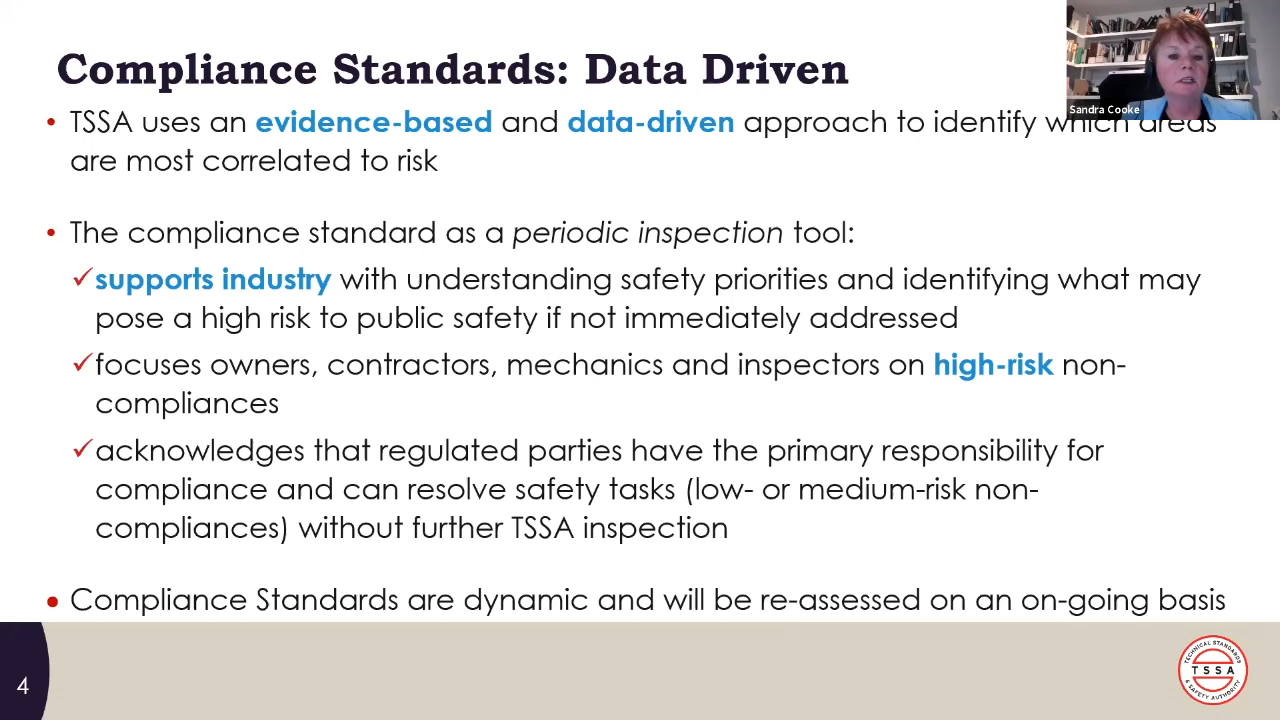 Compliance Standards: Data Driven
Sandra Cooke
• TSSA uses an evidence-based and data-driven approach to identify which areas
are most correlated to risk
• The compliance standard as a periodic inspection tool:
✓supports industry with understanding safety priorities and identifying what may
pose a high risk to public safety if not immediately addressed
✓focuses owners, contractors, mechanics and inspectors on high-risk non-
compliances
✓acknowledges that regulated parties have the primary responsibility for
compliance and can resolve safety tasks (low- or medium-risk non-
compliances) without further TSSA inspection
• Compliance Standards are dynamic and will be re-assessed on an on-going basis
4
TECHNICAL STANDARDS
TSSA
& SAFETY AUTHORITY